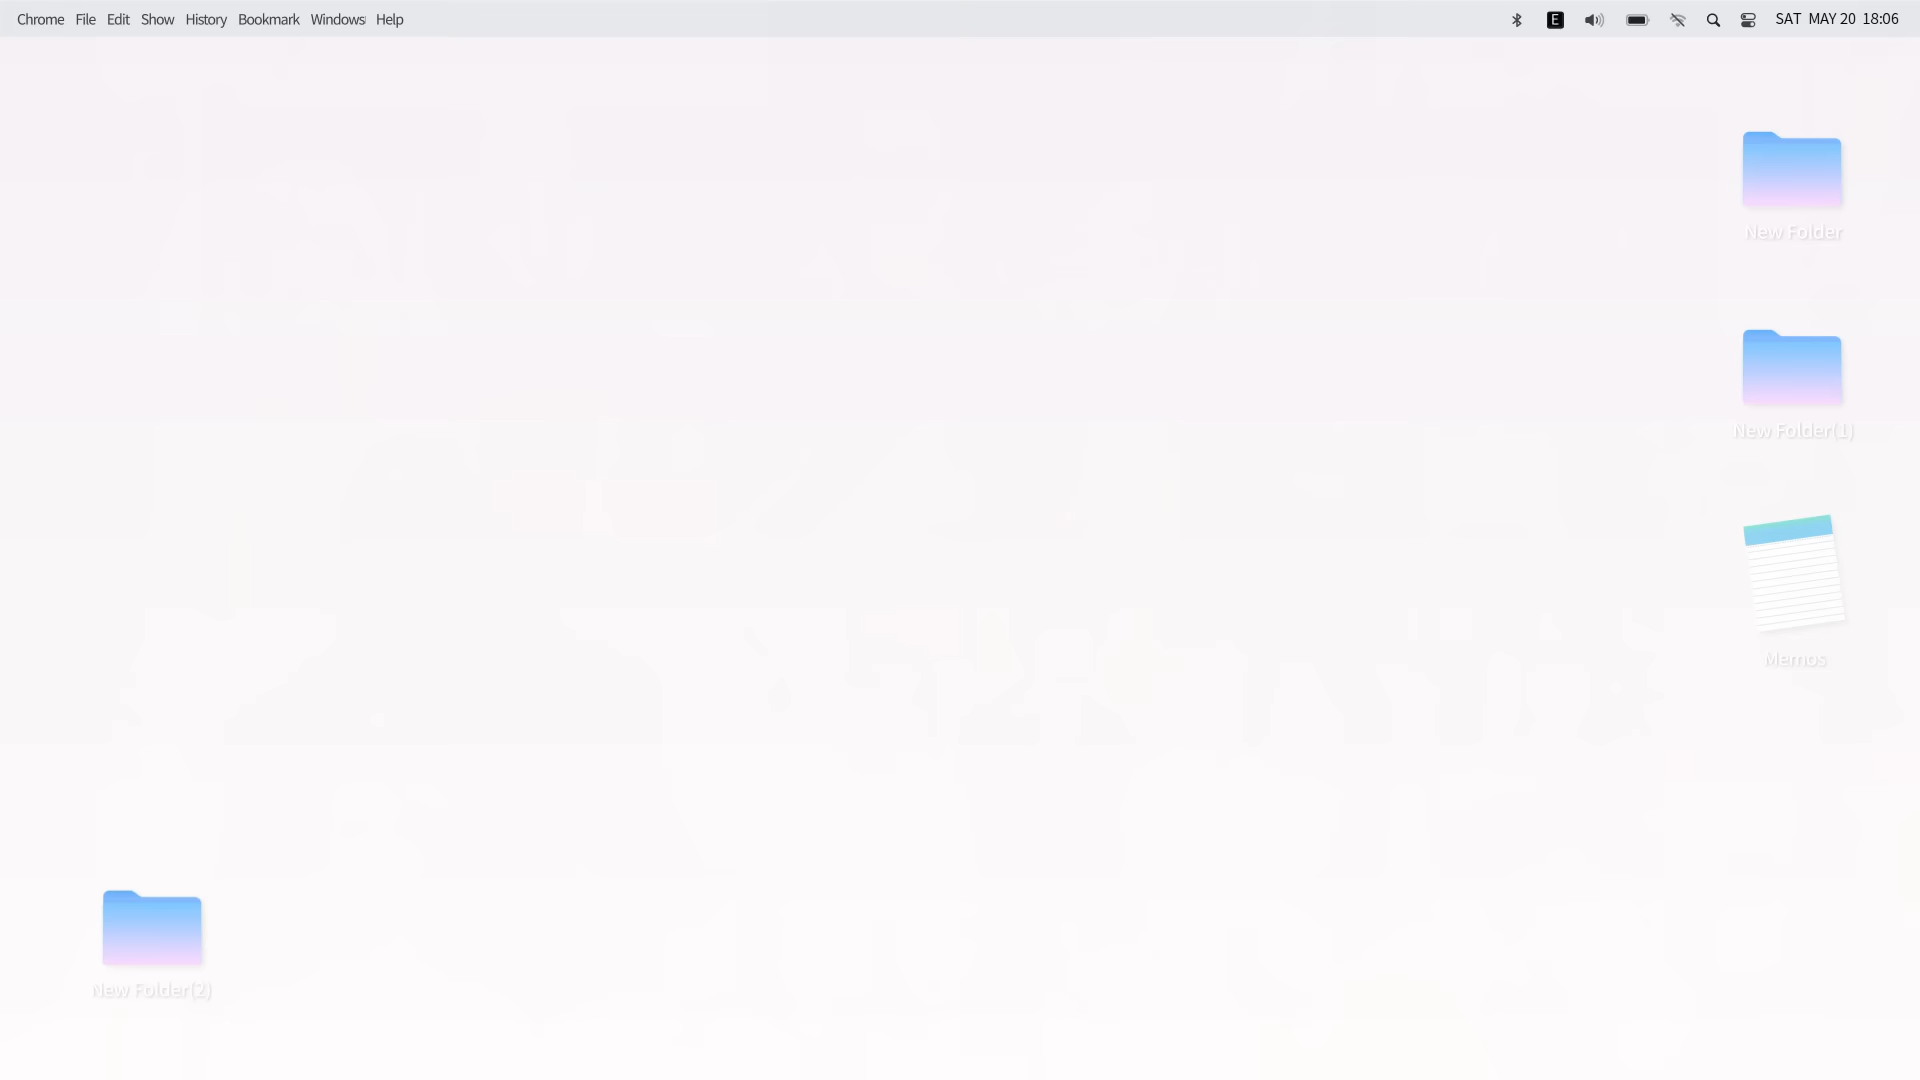 Chrome File Edit Show History Bookmark Windows Help
E SAT MAY 20 18:06
New Folder
New Folder(1)
Memos
New Folder(2)